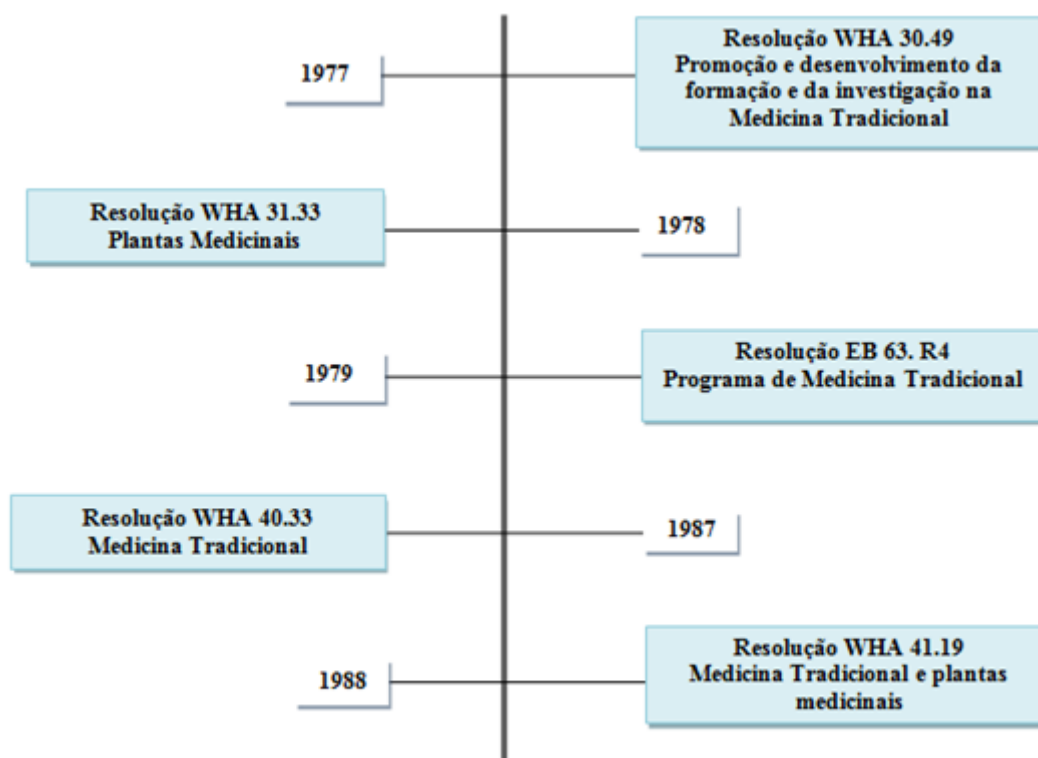 1977
Resolução WHA 30.49
Promoção e desenvolvimento da
formação e da investigação na
Medicina Tradicional
Resolução WHA 31.33
Plantas Medicinais
1978
1979
Resolução EB 63. R4
Programa de Medicina Tradicional
Resolução WHA 40.33
Medicina Tradicional
1987
1988
Resolução WHA 41.19
Medicina Tradicional e plantas
medicinais